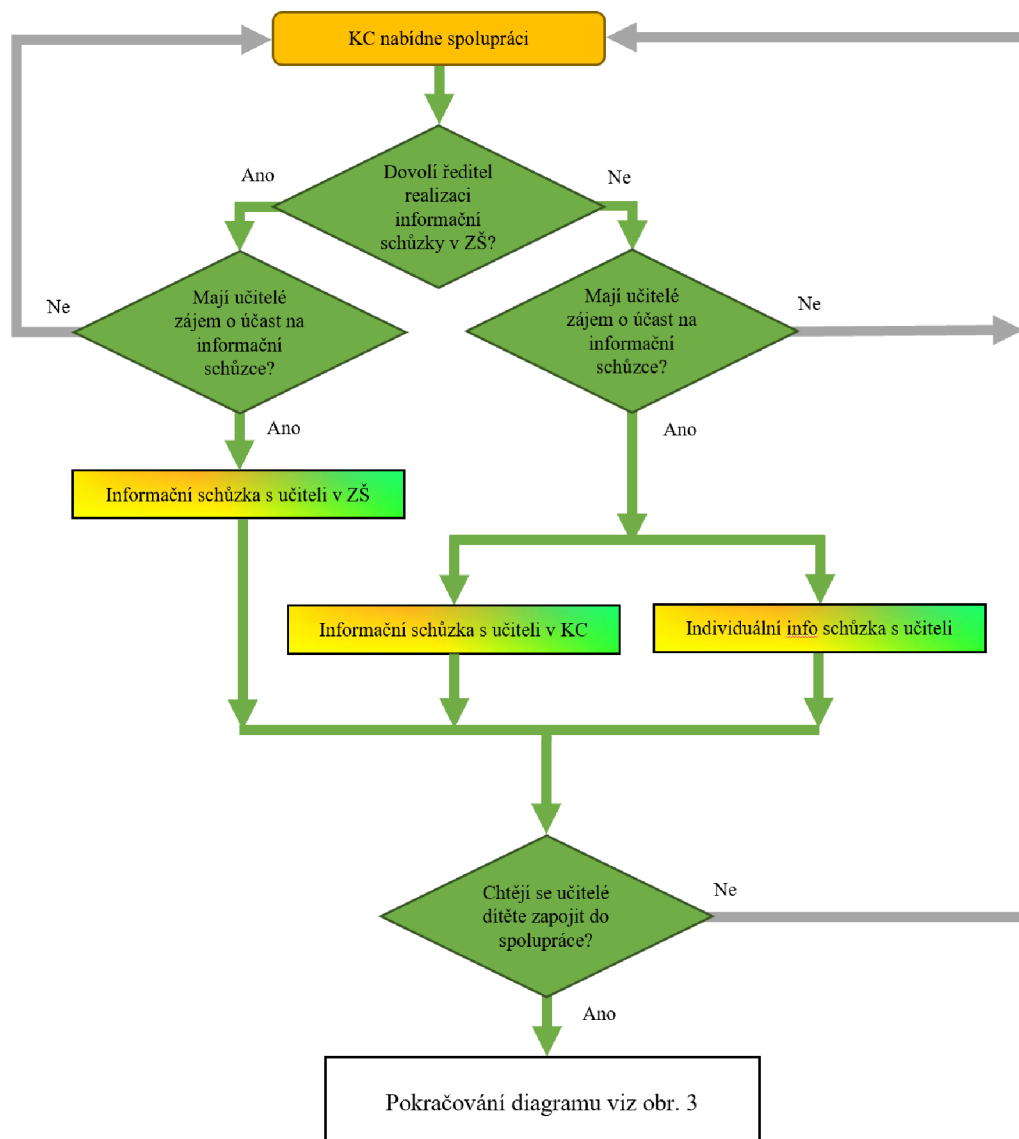 KC nabídne spolupráci
Ano
Dovolí ředitel
realizaci
informační
schůzky v ZŠ?
Ne
Ne
Mají učitelé
zájem o účast na
informační
schůzce?
Mají učitelé
zájem o účast na
informační
schůzce?
Ne
Ano
Ano
Informační schůzka s učiteli v ZŠ
Informační schůzka s učiteli v KC
Individuální info schůzka s učiteli
Chtějí se učitelé
dítěte zapojit do
spolupráce?
Ne
Ano
Pokračování diagramu viz obr. 3